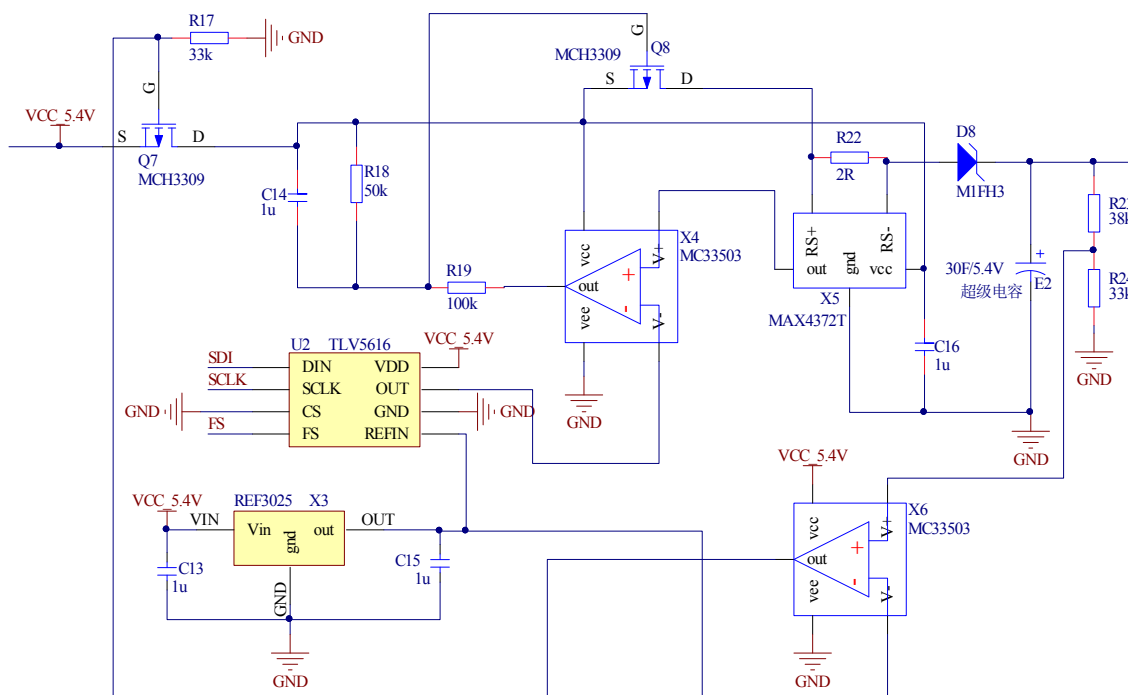 R17
33k
GND
G
VCC_5.4V
S
D
Q7
MCH3309
G
Q8
MCH3309
S
D
R18
50k
C14
1u
R19
100k
X4
MC33503
vcc
out
vee
V+
V-
+
-
GND
R22
2R
RS+
RS-
out
gnd
vcc
X5
MAX4372T
D8
M1FH3
C16
1u
30F/5.4V
超级电容
+
E2
GND
R23
38k
R24
33k
GND
U2
TLV5616
SDI
SCLK
GND
FS
DIN
SCLK
CS
FS
VDD
OUT
GND
REFIN
VCC_5.4V
GND
VCC_5.4V
REF3025
X3
VIN
Vin
gnd
out
OUT
C13
1u
C15
1u
GND
GND
VCC_5.4V
X6
MC33503
vcc
out
vee
V+
V-
+
-
GND